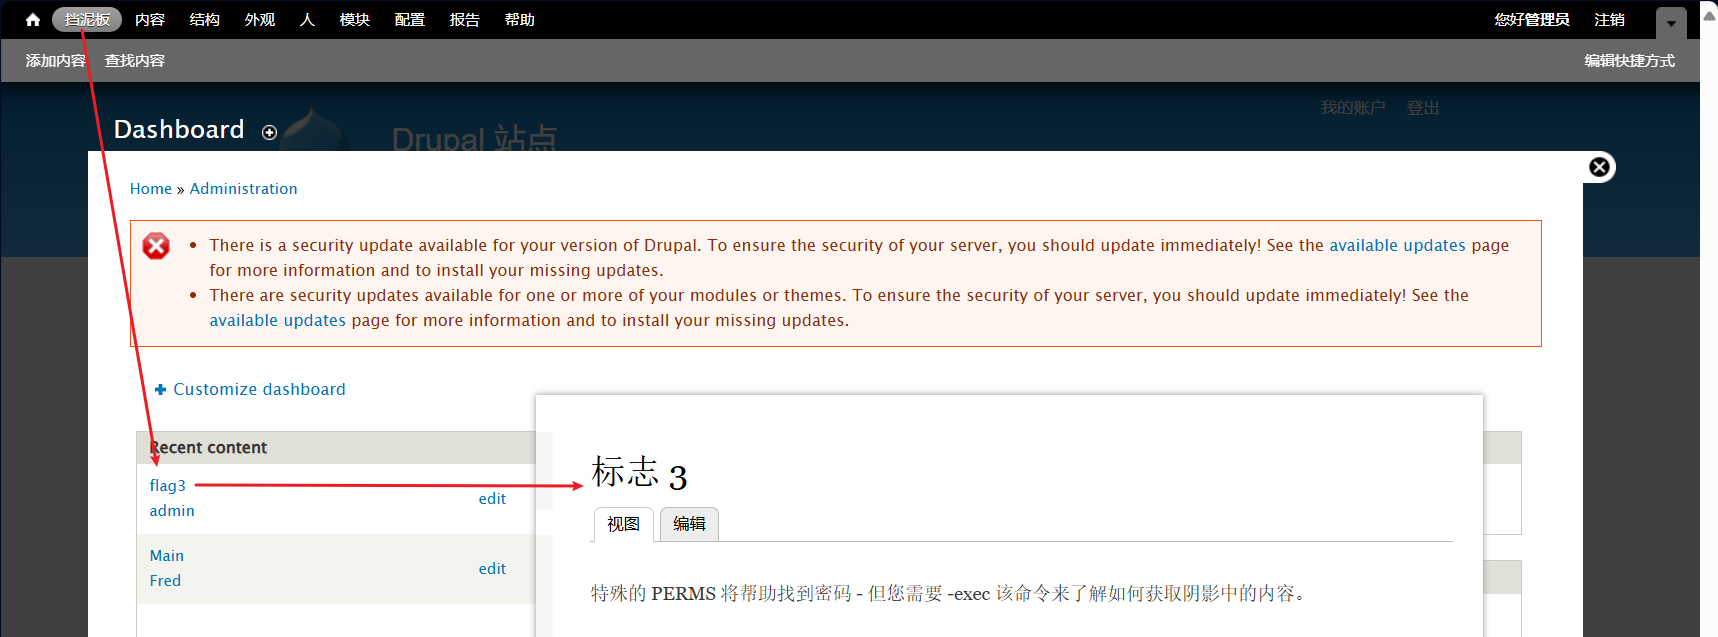 挡泥板 内容 结构 外观 人 模块 配置 报告 帮助 您好管理员 注销
添加内容 查找内容 编辑快捷方式
我的账户 登出
Dashboard
Drupal 站点
Home » Administration
There is a security update available for your version of Drupal. To ensure the security of your server, you should update immediately! See the available updates page
for more information and to install your missing updates.
There are security updates available for one or more of your modules or themes. To ensure the security of your server, you should update immediately! See the
available updates page for more information and to install your missing updates.
Customize dashboard
Recent content
flag3
admin
edit
Main
Fred
edit
标志 3
视图 编辑
特殊的 PERMS 将帮助找到密码 - 但您需要 -exec 该命令来了解如何获取阴影中的内容。